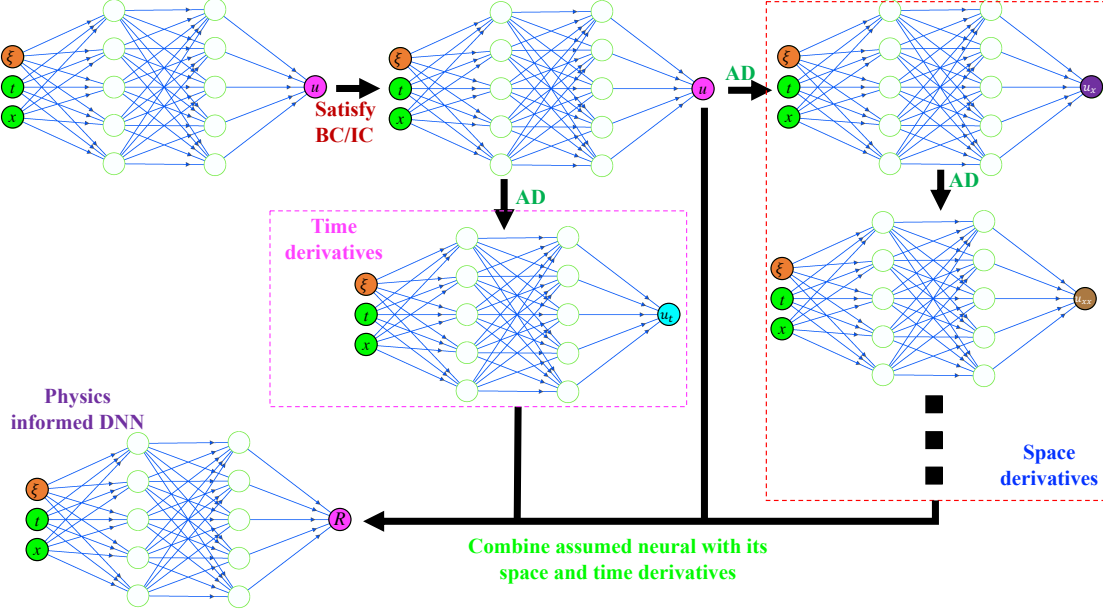 ξ
t
x
u
Satisfy
BC/IC
ξ
t
x
u
AD
ξ
t
x
u_x
AD
AD
Time
derivatives
ξ
t
x
u_t
ξ
t
x
u_xx
Physics
informed DNN
Space
derivatives
ξ
t
x
R
Combine assumed neural with its
space and time derivatives